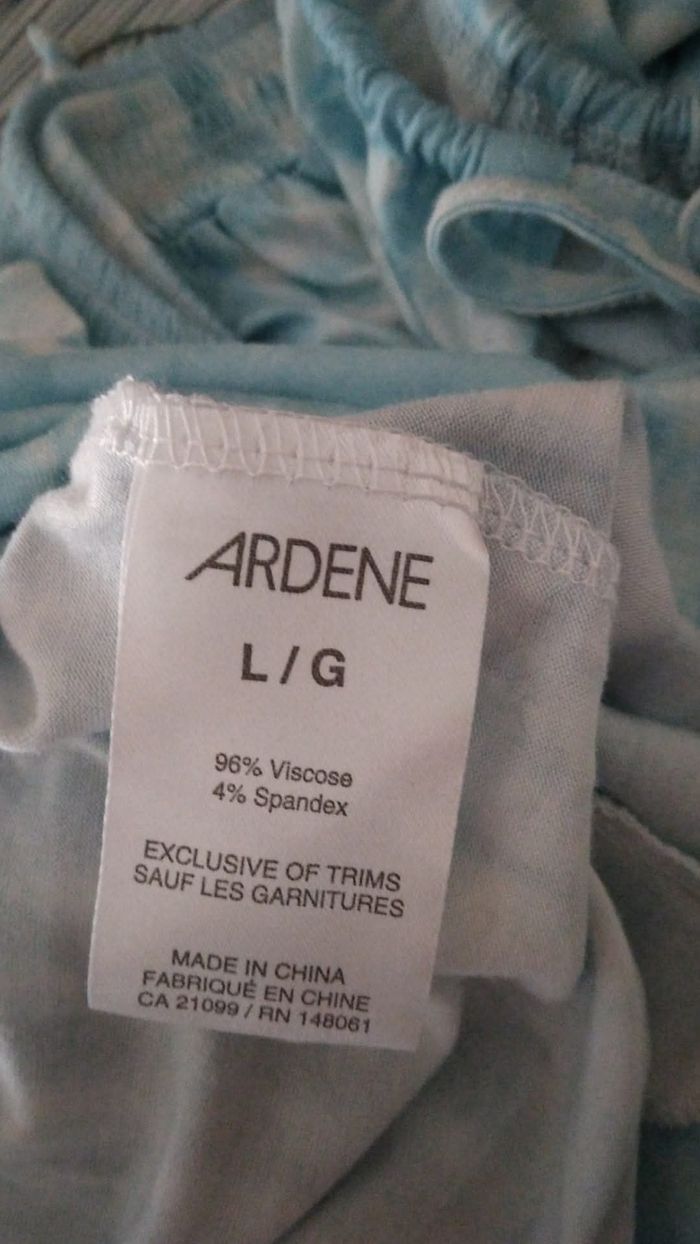 ARDENE
L / G
96% Viscose
4% Spandex
EXCLUSIVE OF TRIMS
SAUF LES GARNITURES
MADE IN CHINA
FABRIQUÉ EN CHINE
CA 21099 / RN 148061